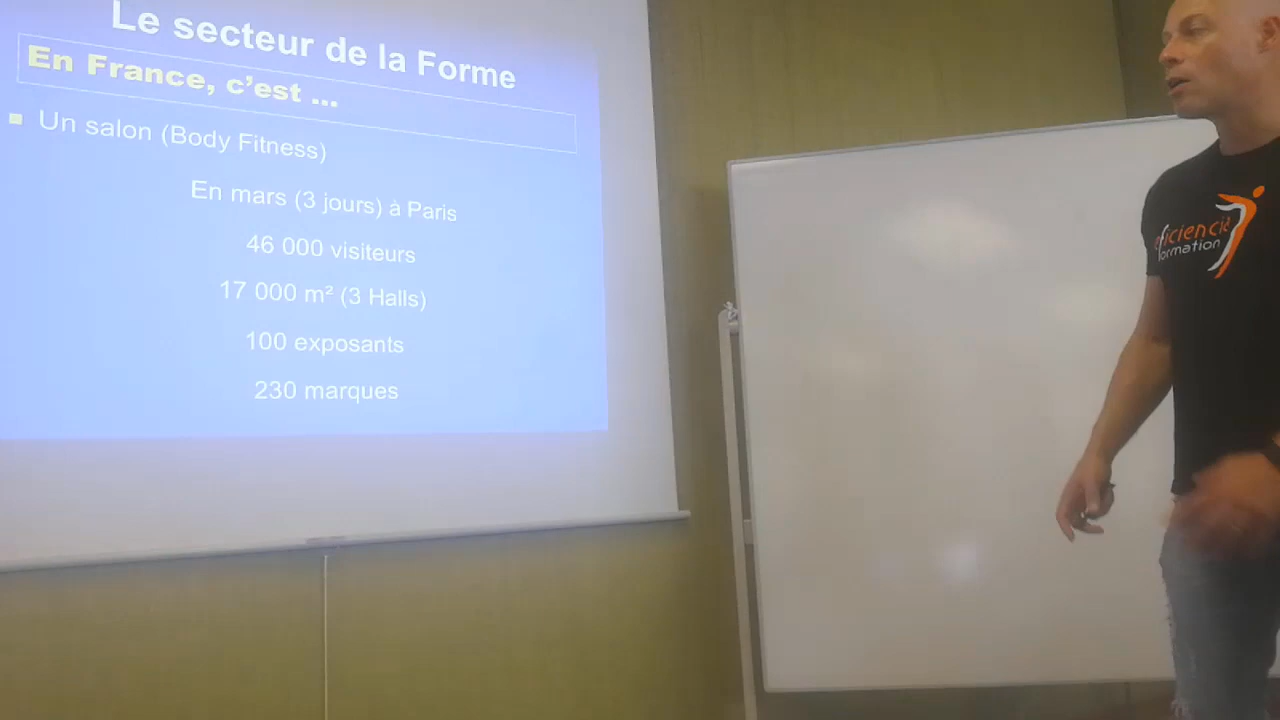 Le secteur de la Forme
En France, c'est ...
Un salon (Body Fitness)
En mars (3 jours) à Paris
46 000 visiteurs
17 000 m² (3 Halls)
100 exposants
230 marques
eficiencia
formation